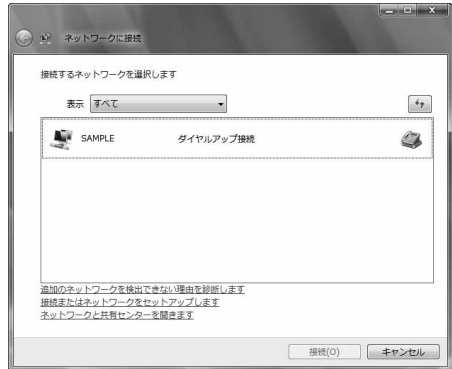 ネットワークに接続
接続するネットワークを選択します
表示 すべて
SAMPLE ダイヤルアップ接続
追加のネットワークを検出できない理由を診断します
接続またはネットワークをセットアップします
ネットワークと共有センターを開きます
接続(O) キャンセル